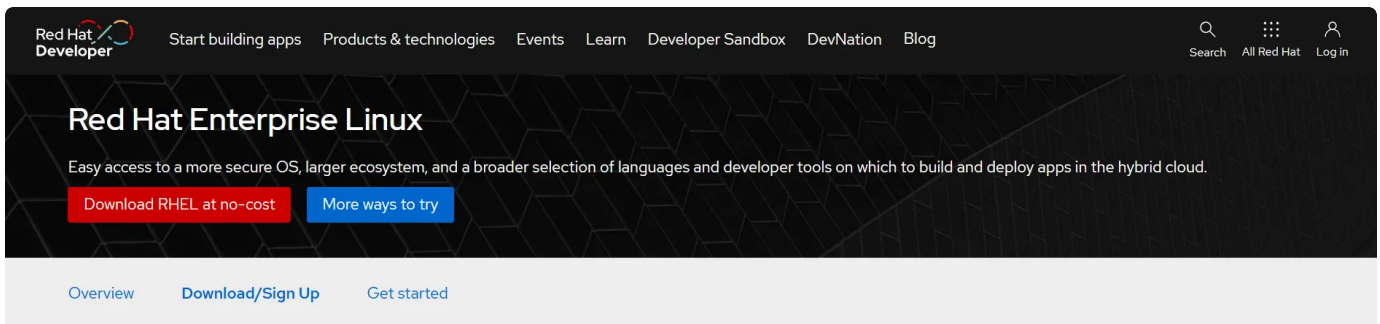 Red Hat
Developer
Start building apps Products & technologies Events Learn Developer Sandbox DevNation Blog
Search All Red Hat Log in
Red Hat Enterprise Linux
Easy access to a more secure OS, larger ecosystem, and a broader selection of languages and developer tools on which to build and deploy apps in the hybrid cloud.
Download RHEL at no-cost More ways to try
Overview Download/Sign Up Get started